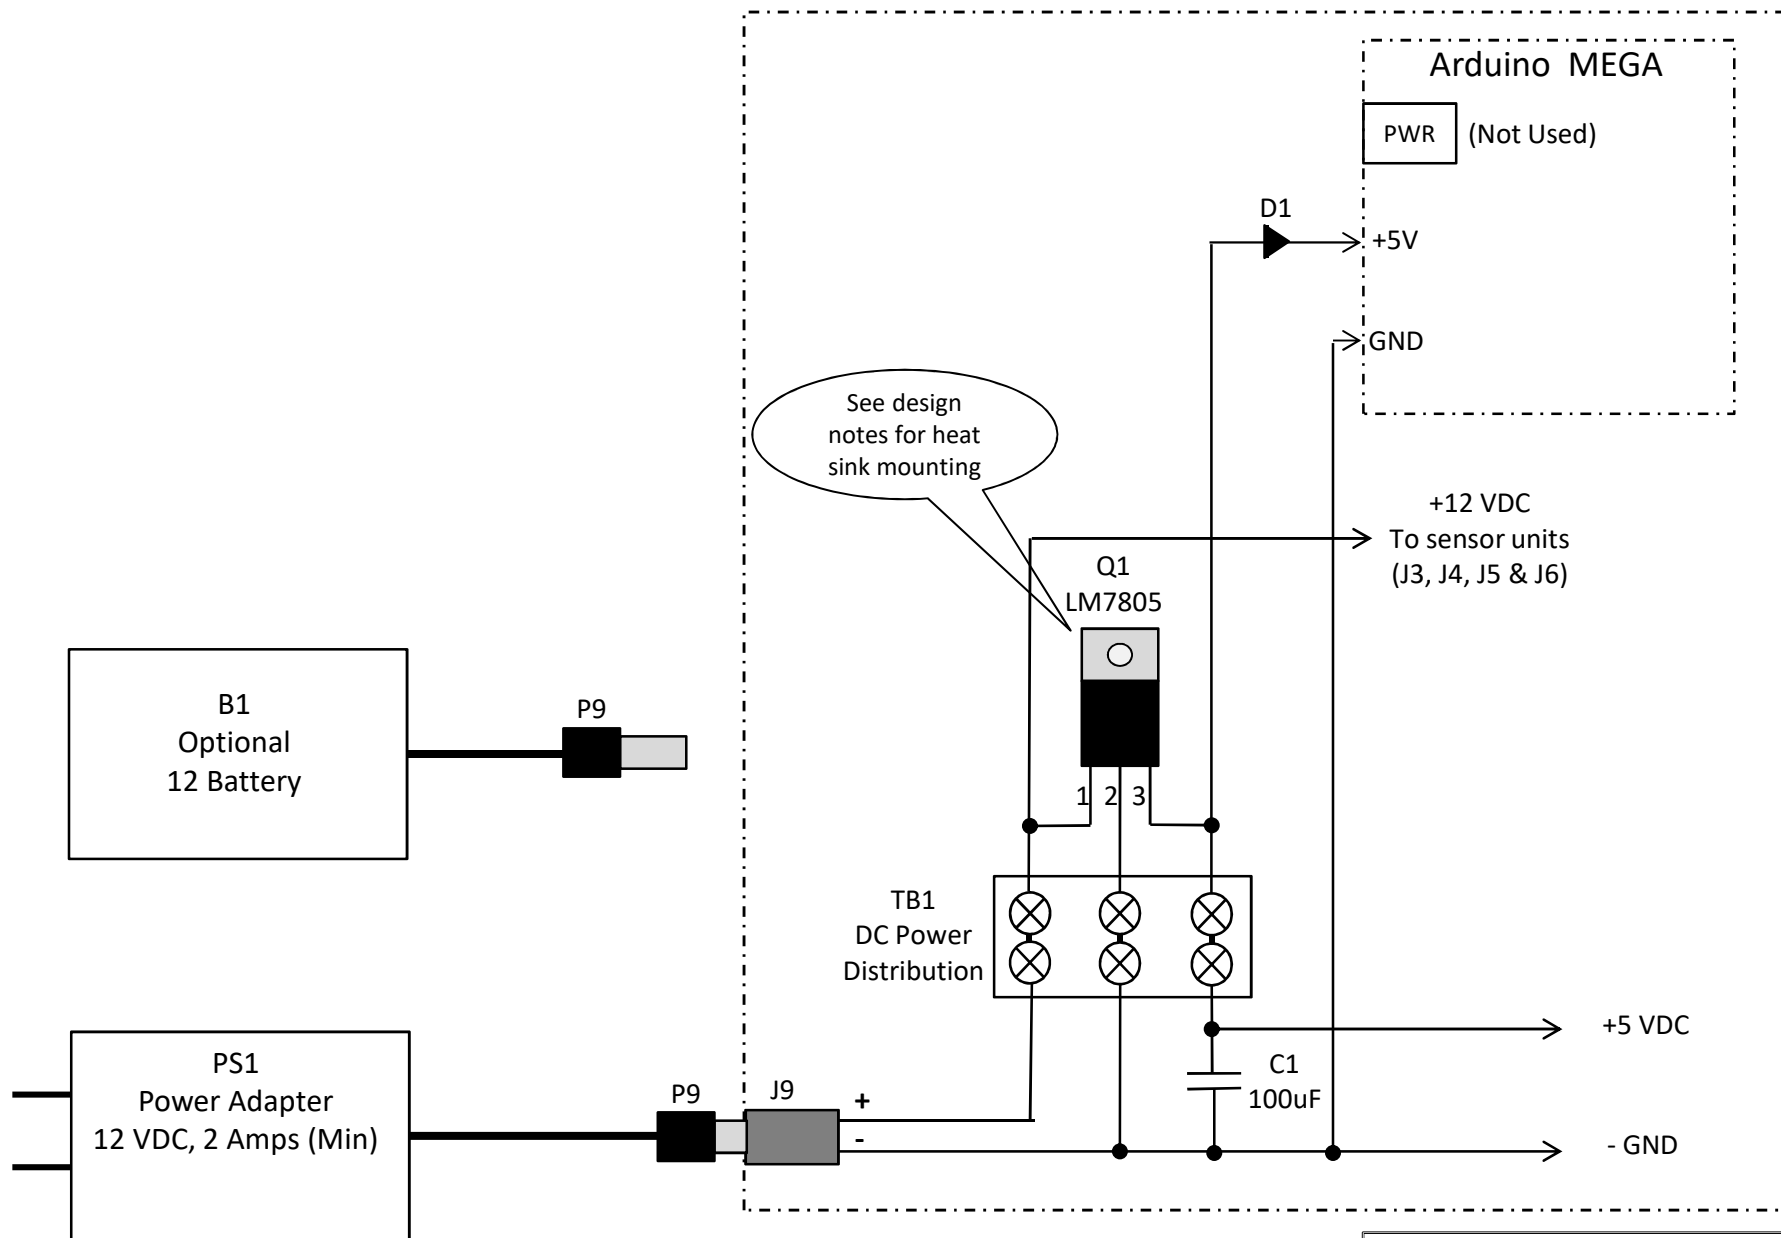 Arduino  MEGA
PWR
(Not Used)
D1
+5V
GND
See design
notes for heat
sink mounting
+12 VDC
To sensor units
(J3, J4, J5 & J6)
Q1
LM7805
B1
Optional
12 Battery
P9
1 2 3
TB1
DC Power
Distribution
+5 VDC
PS1
Power Adapter
12 VDC, 2 Amps (Min)
P9
J9
+
-
C1
100uF
- GND